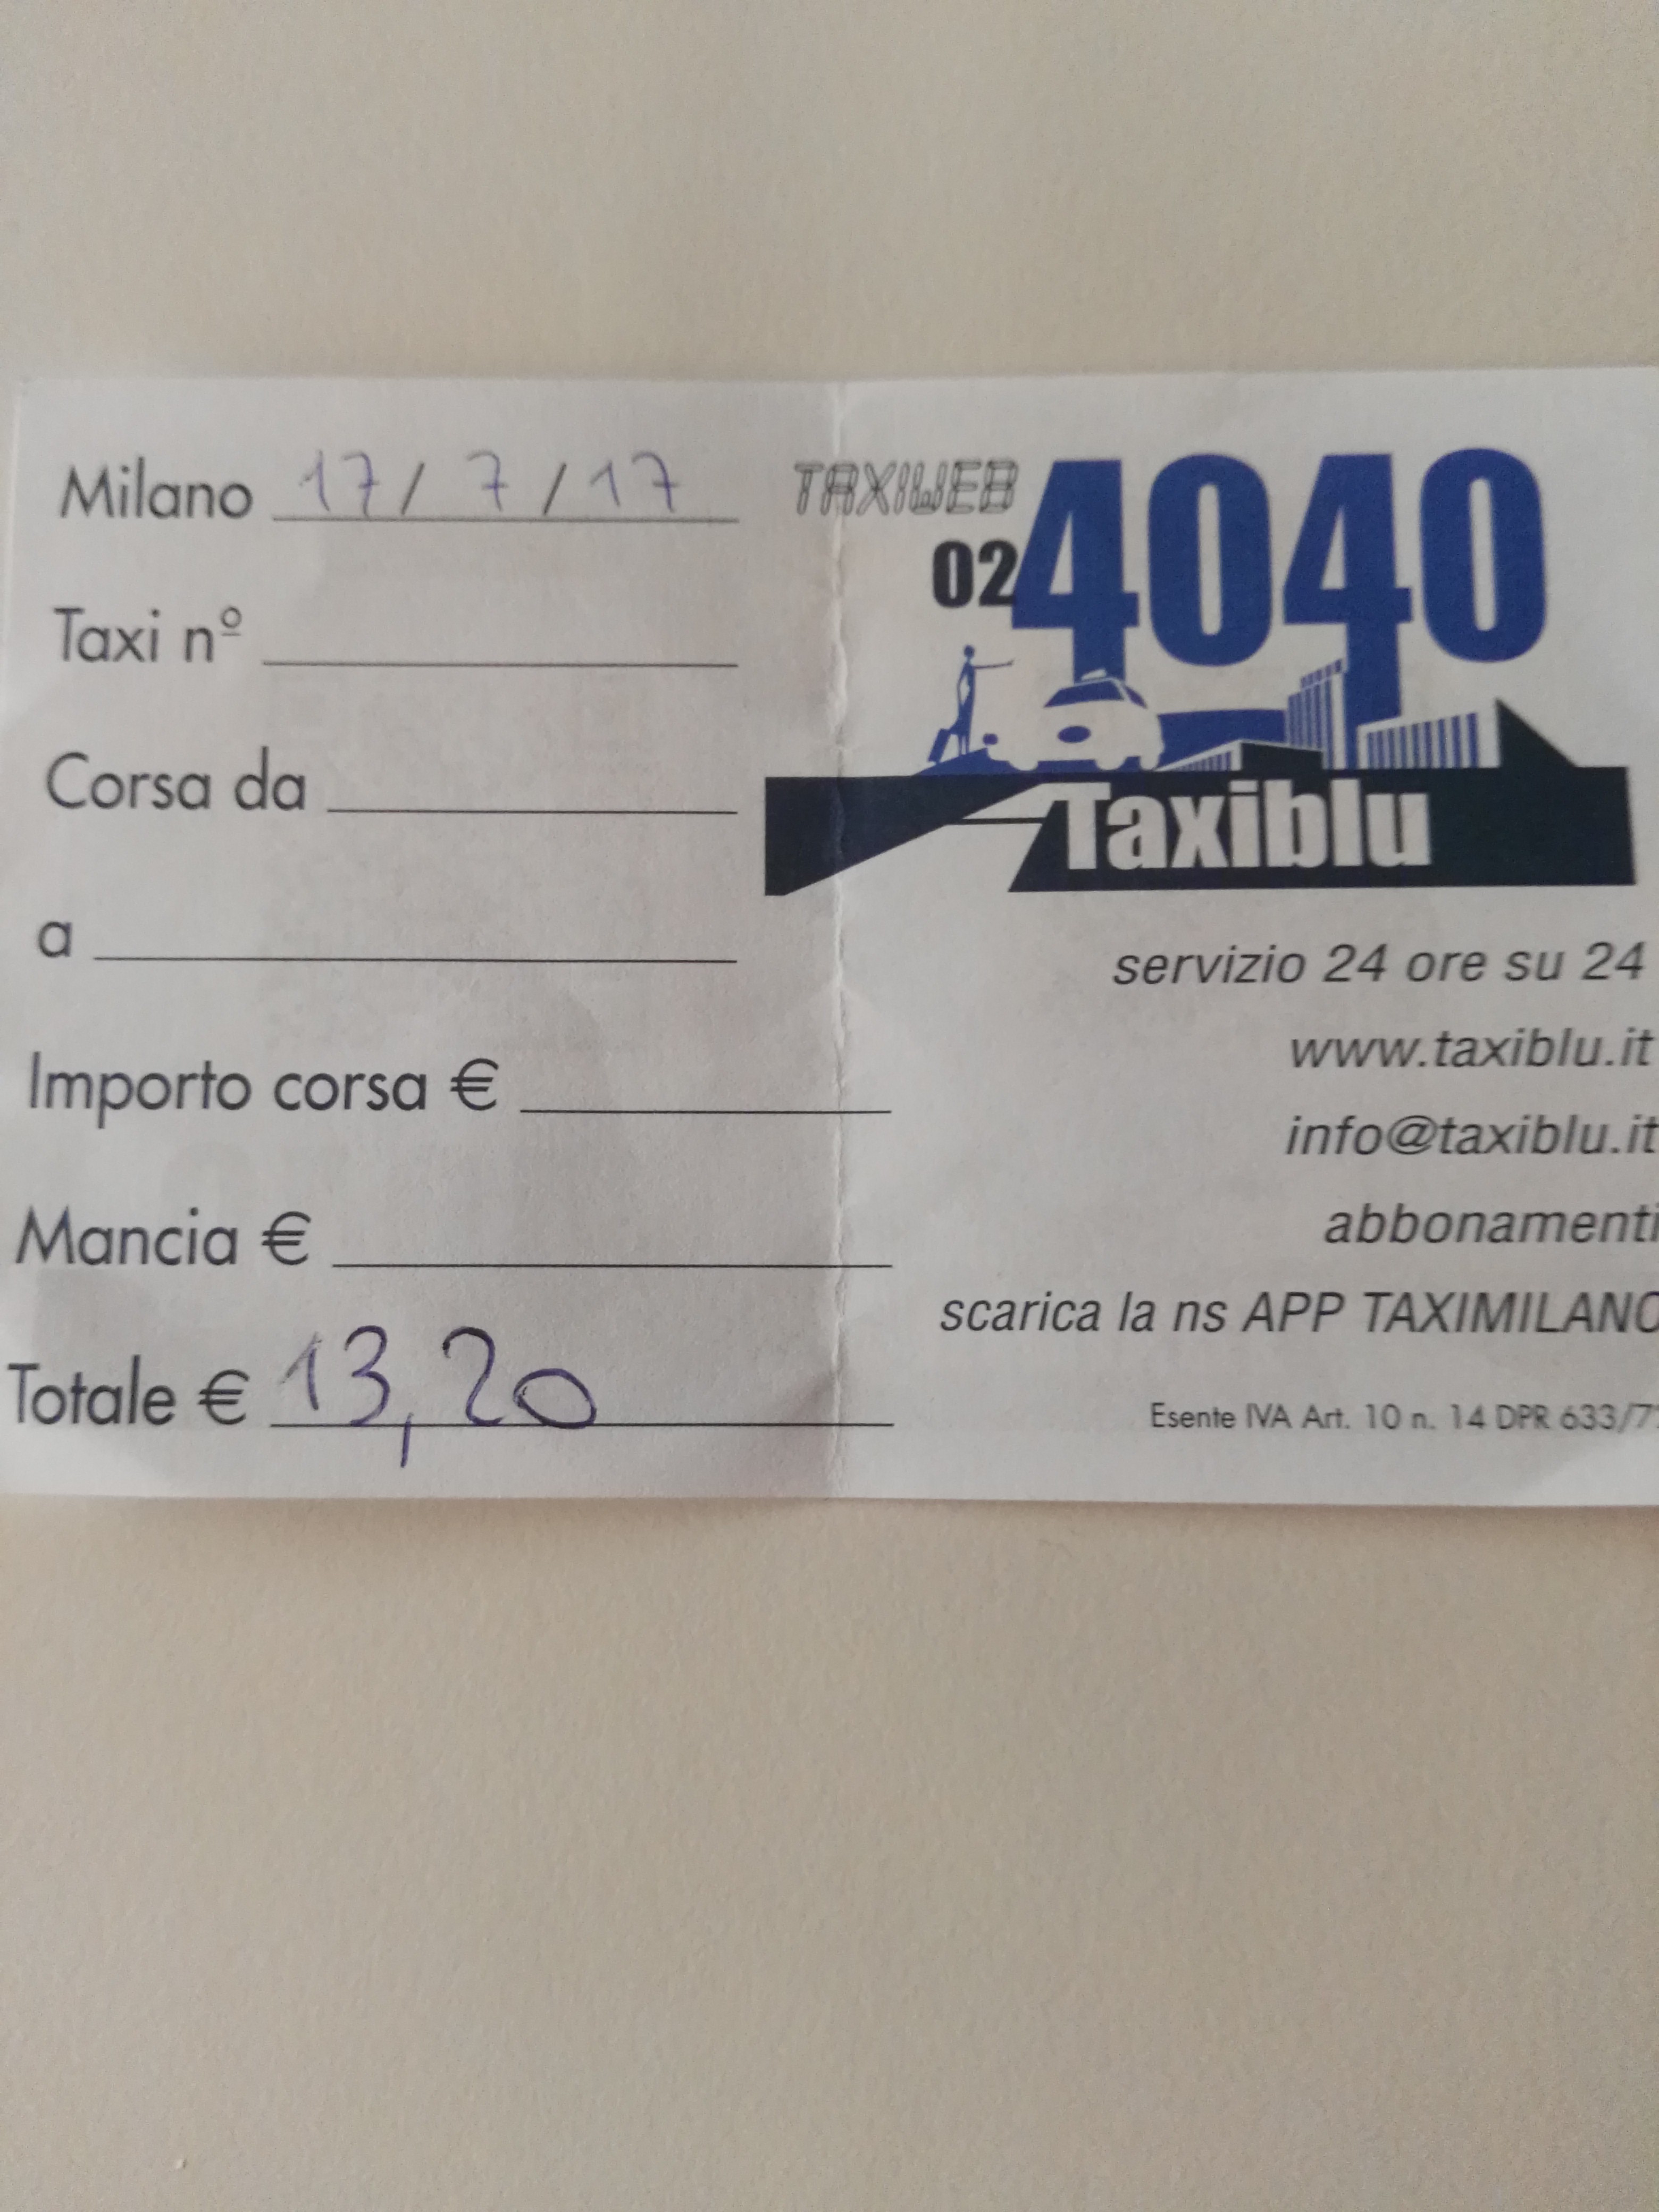 Milano 17/7/17
Taxi nº
Corsa da
a
Importo corsa €
Mancia €
Totale € 13,20
TAXIWEB
02 4040
Taxiblu
servizio 24 ore su 24
www.taxiblu.it
info@taxiblu.it
abbonamenti
scarica la ns APP TAXIMILANO
Esente IVA Art. 10 n. 14 DPR 633/7